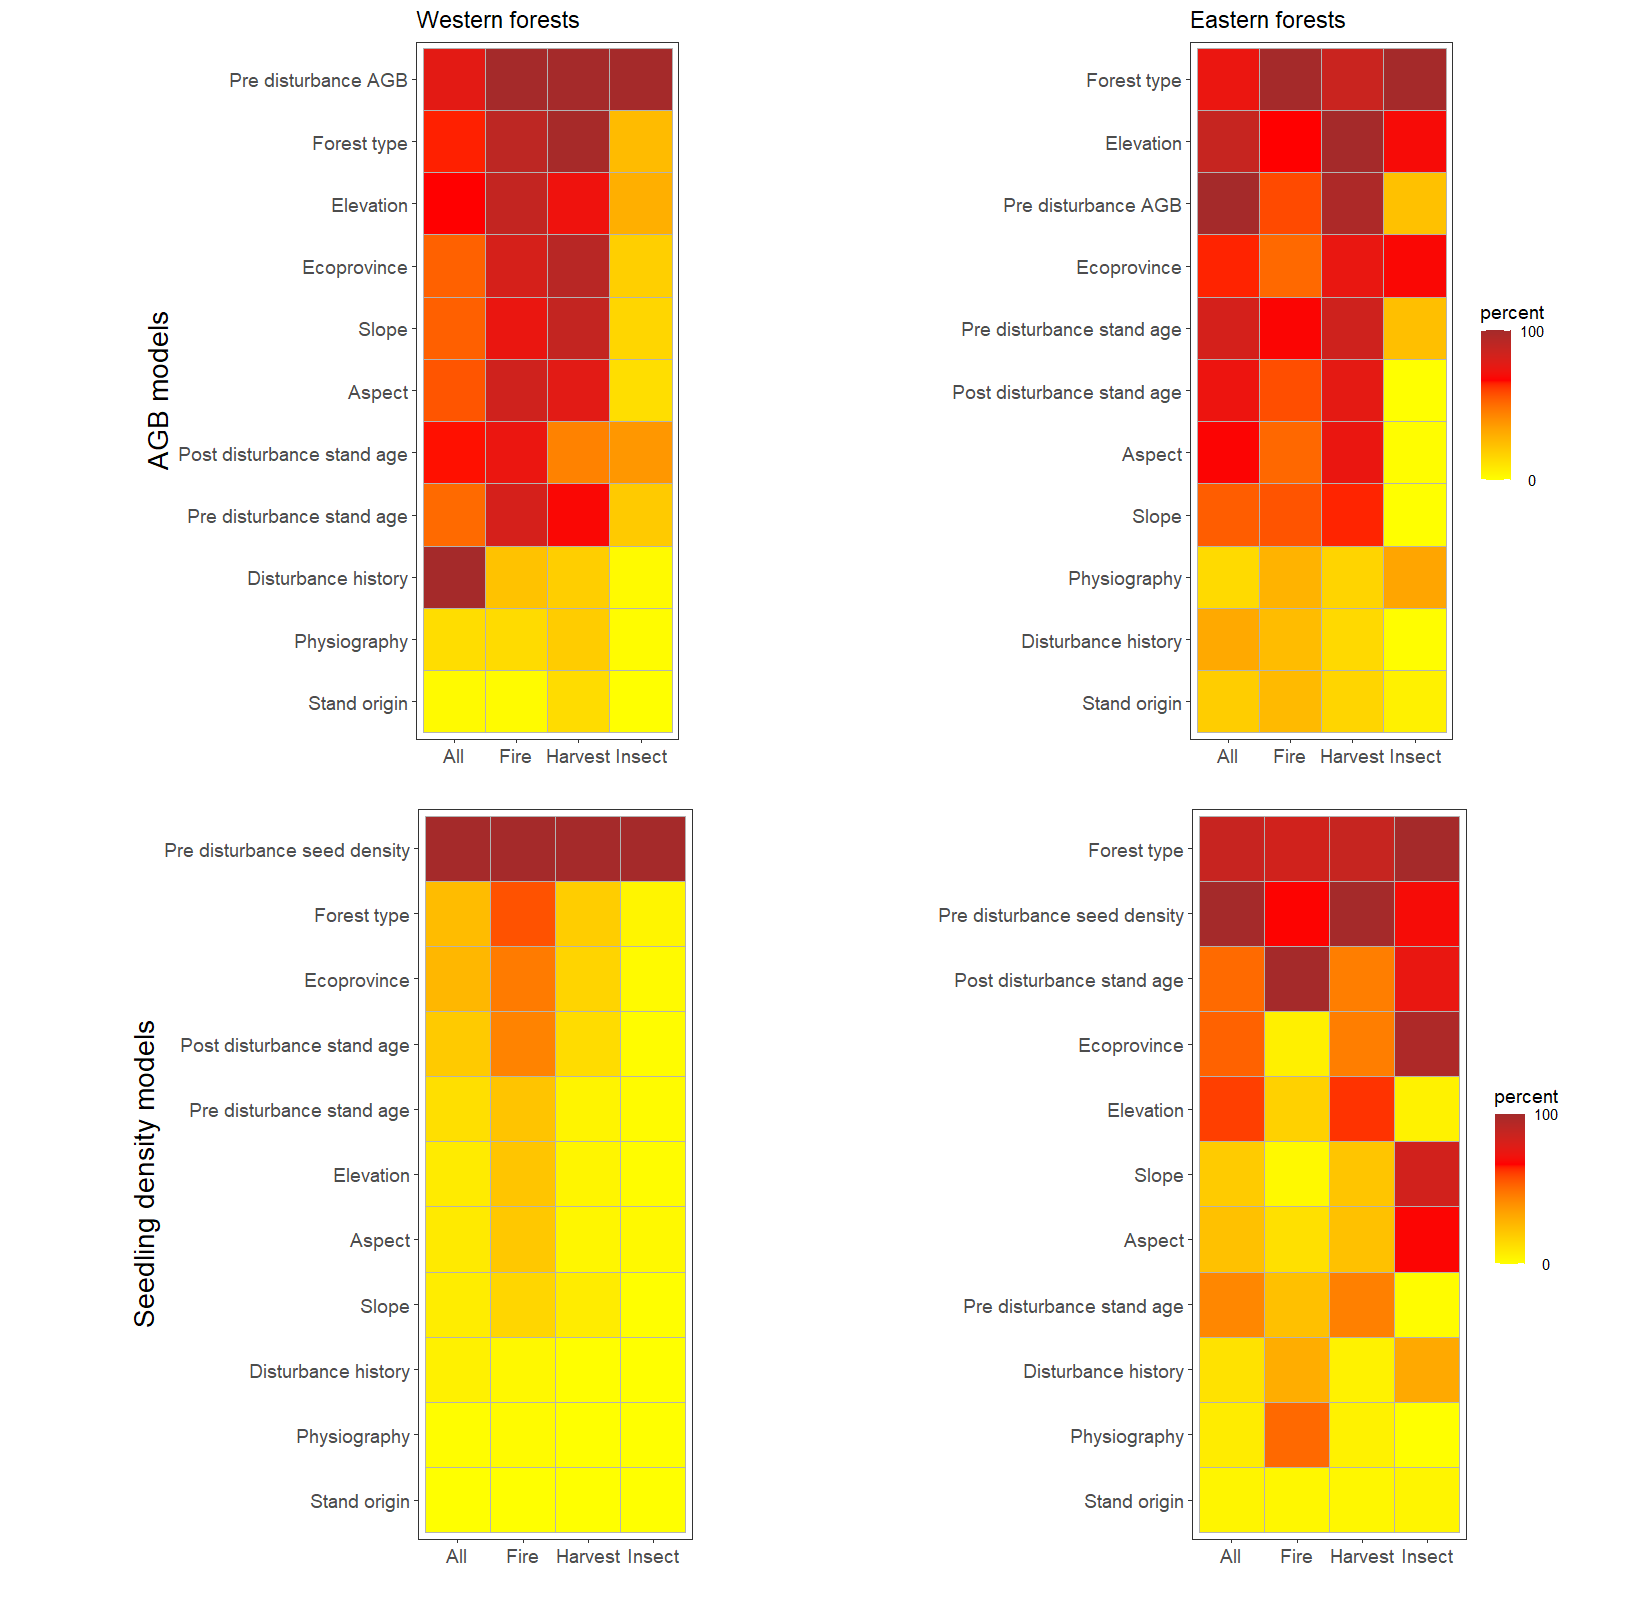 Western forests
Eastern forests
AGB models
Pre disturbance AGB
Forest type
Elevation
Ecoprovince
Slope
Aspect
Post disturbance stand age
Pre disturbance stand age
Disturbance history
Physiography
Stand origin
All Fire Harvest Insect
Forest type
Elevation
Pre disturbance AGB
Ecoprovince
Pre disturbance stand age
Post disturbance stand age
Aspect
Slope
Physiography
Disturbance history
Stand origin
All Fire Harvest Insect
percent
100
0
Seedling density models
Pre disturbance seed density
Forest type
Ecoprovince
Post disturbance stand age
Pre disturbance stand age
Elevation
Aspect
Slope
Disturbance history
Physiography
Stand origin
All Fire Harvest Insect
Forest type
Pre disturbance seed density
Post disturbance stand age
Ecoprovince
Elevation
Slope
Aspect
Pre disturbance stand age
Disturbance history
Physiography
Stand origin
All Fire Harvest Insect
percent
100
0